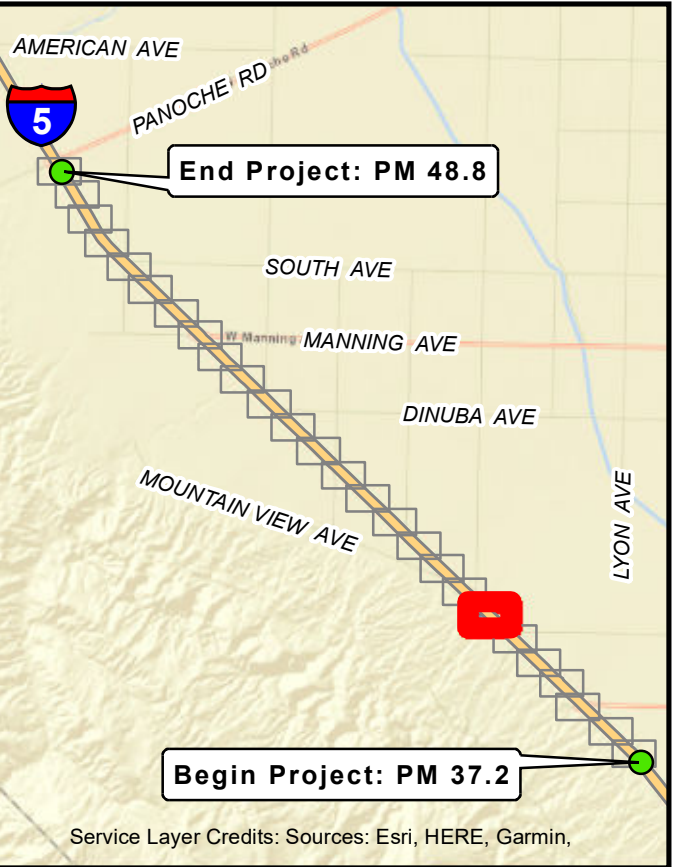 AMERICAN AVE
PANOCHE RD
5
End Project: PM 48.8
SOUTH AVE
W Manning
MANNING AVE
DINUBA AVE
MOUNTAIN VIEW AVE
LYON AVE
Begin Project: PM 37.2
Service Layer Credits: Sources: Esri, HERE, Garmin,